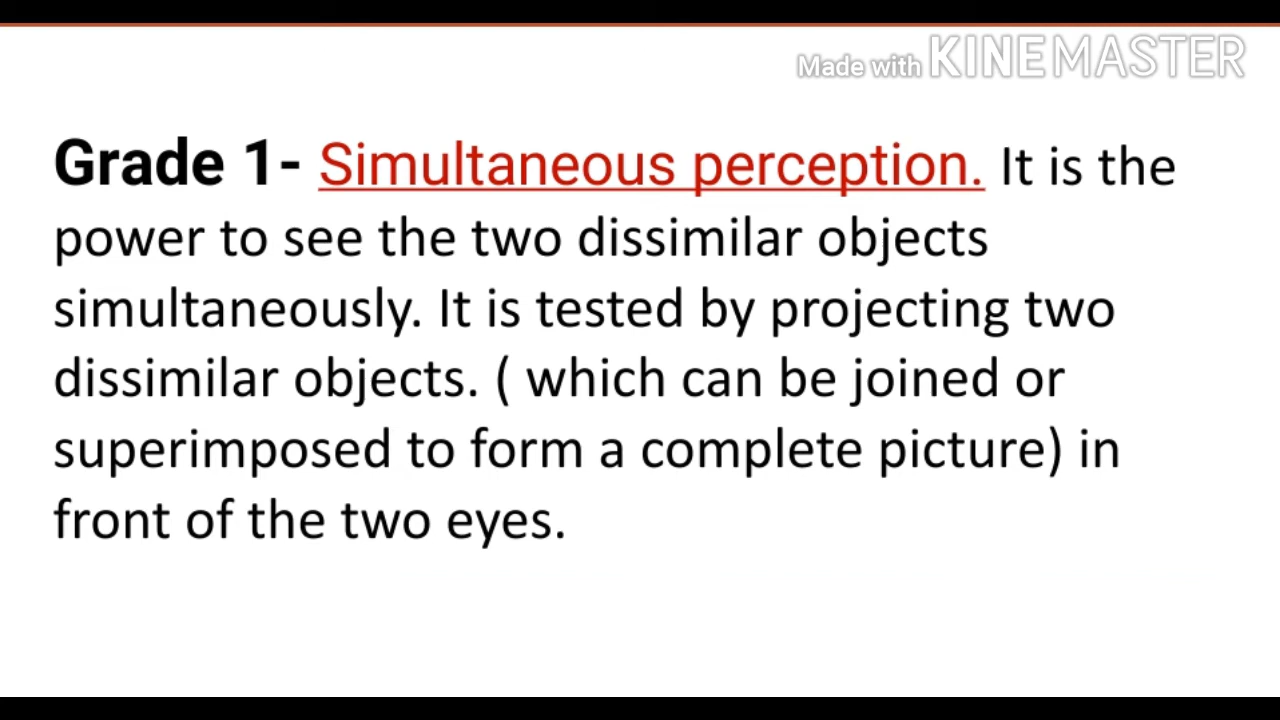 Made with KINEMASTER
Grade 1- Simultaneous perception. It is the
power to see the two dissimilar objects
simultaneously. It is tested by projecting two
dissimilar objects. ( which can be joined or
superimposed to form a complete picture) in
front of the two eyes.